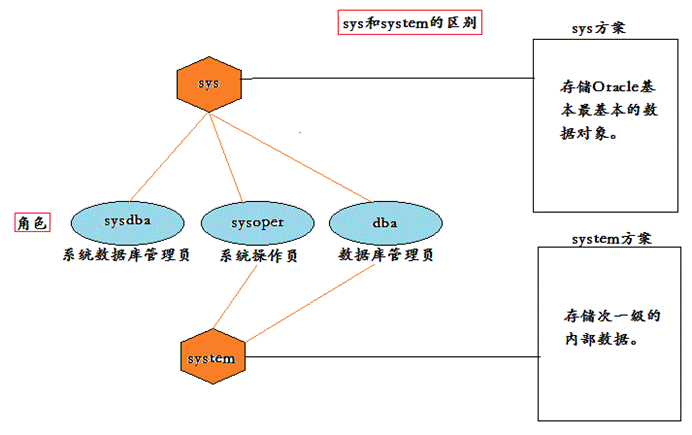 sys和system的区别
sys方案
sys
存储Oracle基
本最基本的数
据对象。
角色
sysdba
sysoper
dba
系统数据库管理员
系统操作员
数据库管理员
system方案
存储次一级的
内部数据。
system